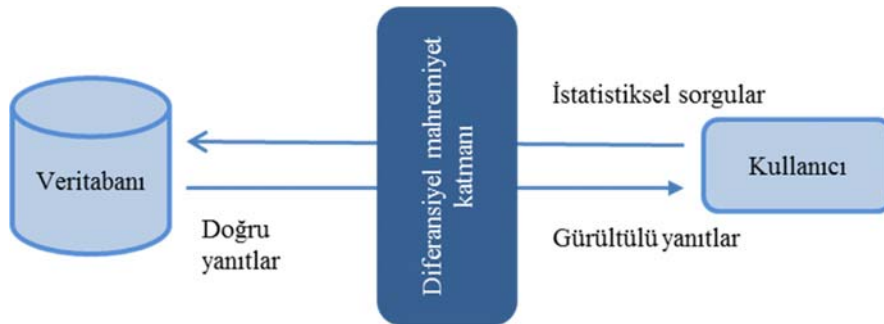 Veritabanı
Doğru
yanıtlar
Diferansiyel mahremiyet
katmanı
İstatistiksel sorgular
Gürültülü yanıtlar
Kullanıcı